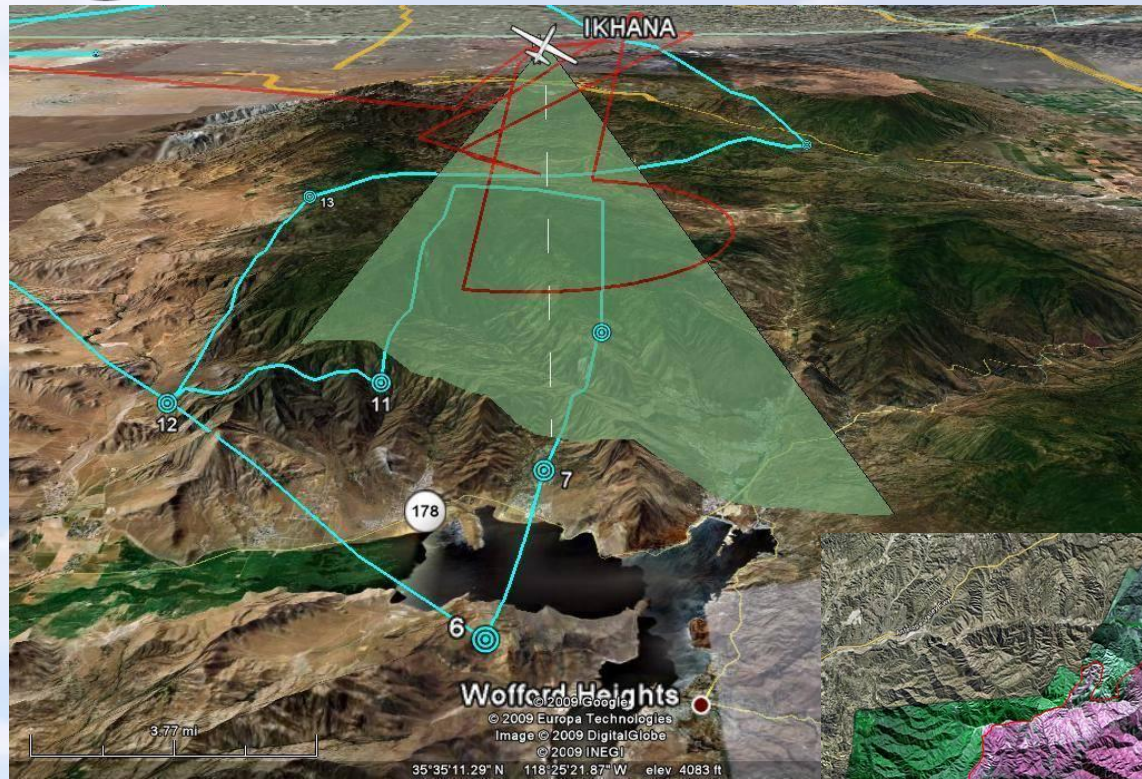 IKHANA
13
12
11
7
178
6
Wofford Heights
© 2009 Google
© 2009 Europa Technologies
Image © 2009 DigitalGlobe
© 2009 INEGI
3.77 mi
35°35'11.29" N 118°25'21.87" W elev 4083 ft